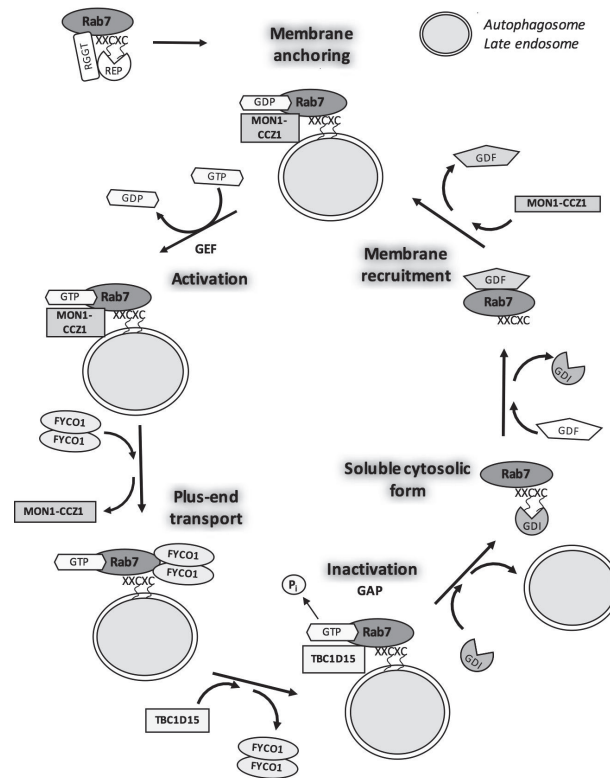 Rab7
XXCXC
RGGT
REP
Membrane
anchoring
Autophagosome
Late endosome
GDP
Rab7
MON1-
CCZ1
XXCXC
GDF
GTP
GDP
MON1-CCZ1
GEF
Membrane
recruitment
Activation
GDF
Rab7
XXCXC
GTP
Rab7
MON1-
CCZ1
XXCXC
GDI
FYCO1
FYCO1
GDF
Soluble cytosolic
form
Rab7
XXCXC
GDI
MON1-CCZ1
Plus-end
transport
GTP
Rab7
FYCO1
FYCO1
XXCXC
Inactivation
GAP
Pi
GTP
Rab7
TBC1D15
XXCXC
GDI
TBC1D15
FYCO1
FYCO1